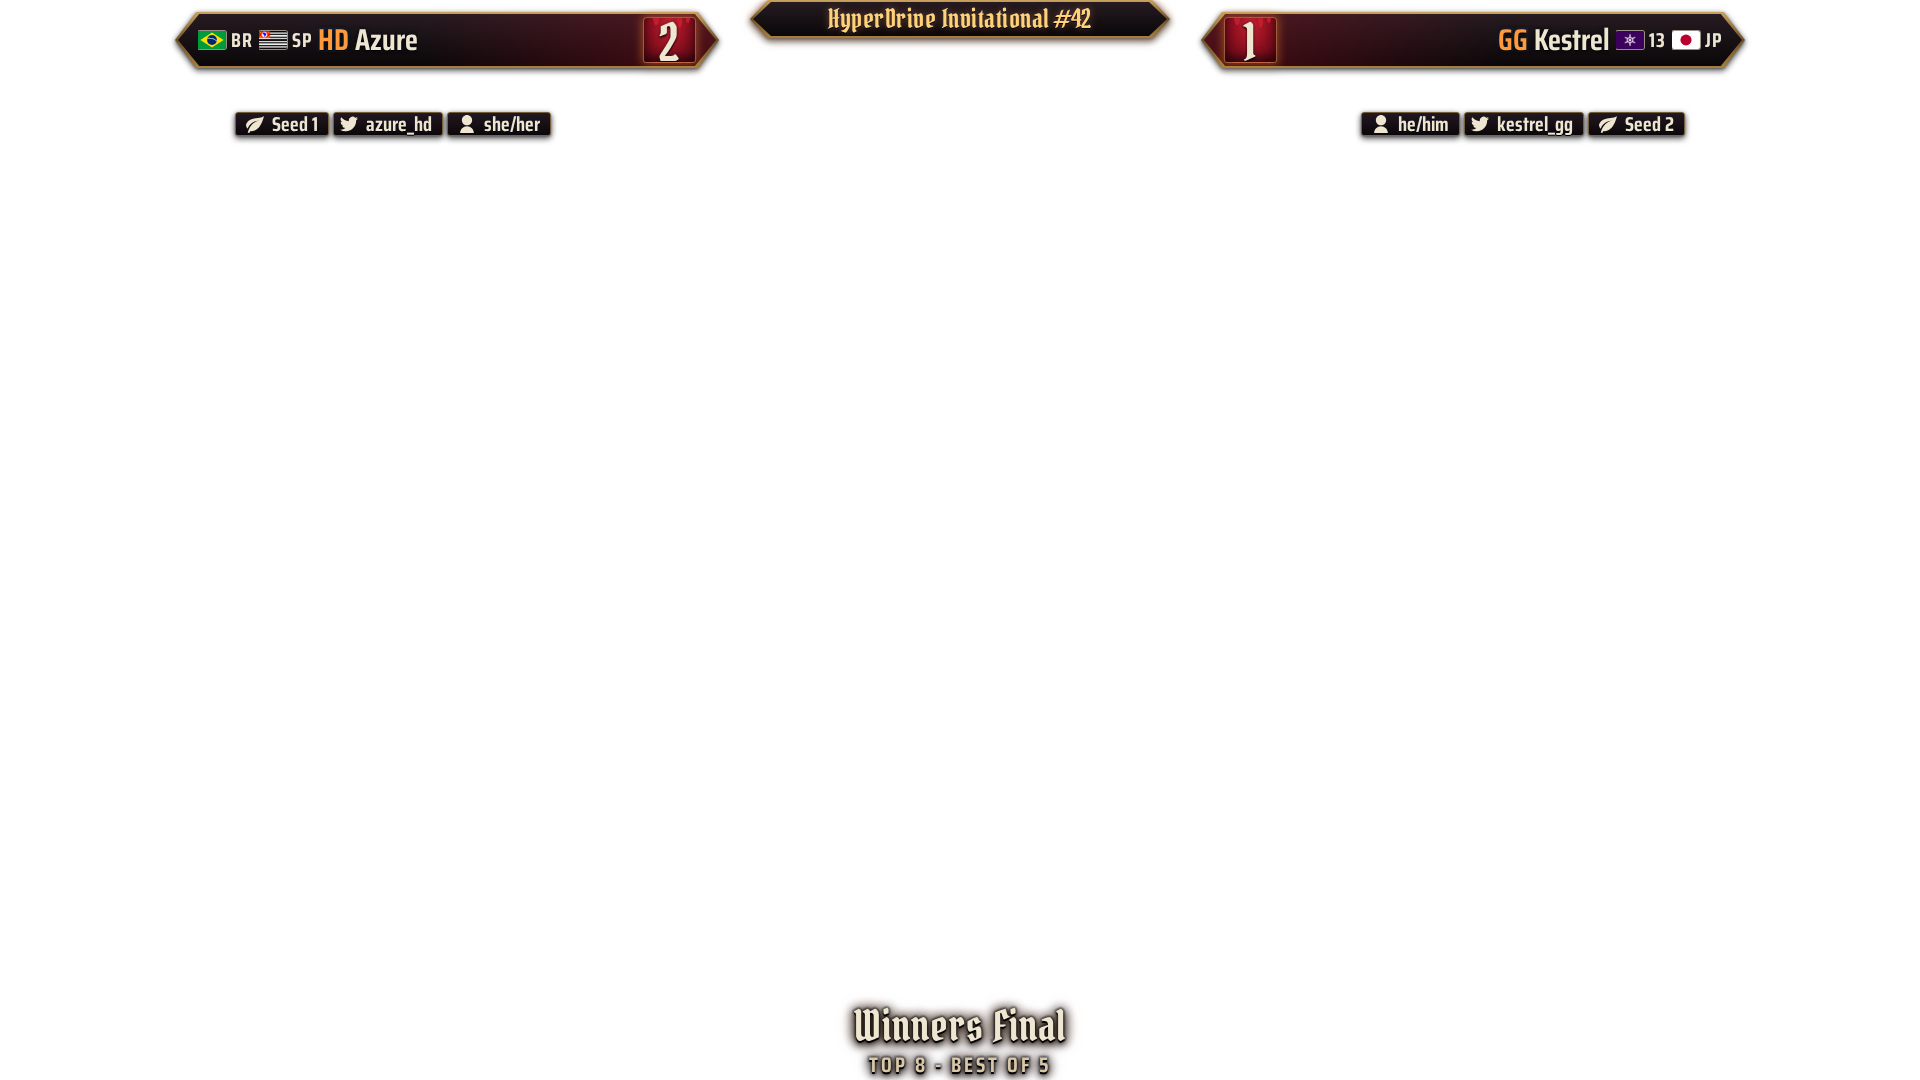 BR SP HD Azure 2
HyperDrive Invitational #42
1 GG Kestrel 13 JP
Seed 1 azure_hd she/her
he/him kestrel_gg Seed 2
Winners Final
TOP 8 - BEST OF 5